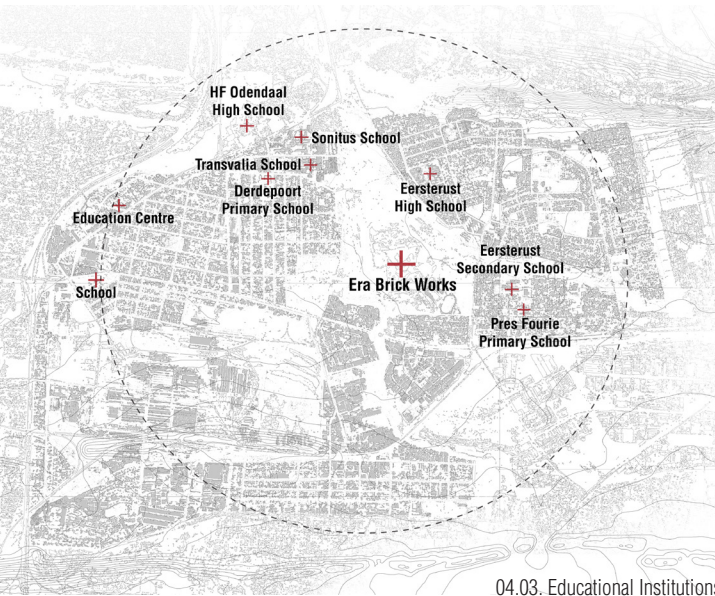 HF Odendaal
High School
Sonitus School
Transvalia School
Derdepoort
Primary School
Eersterust
High School
Education Centre
Eersterust
Secondary School
School
Era Brick Works
Pres Fourie
Primary School
04.03. Educational Institutions